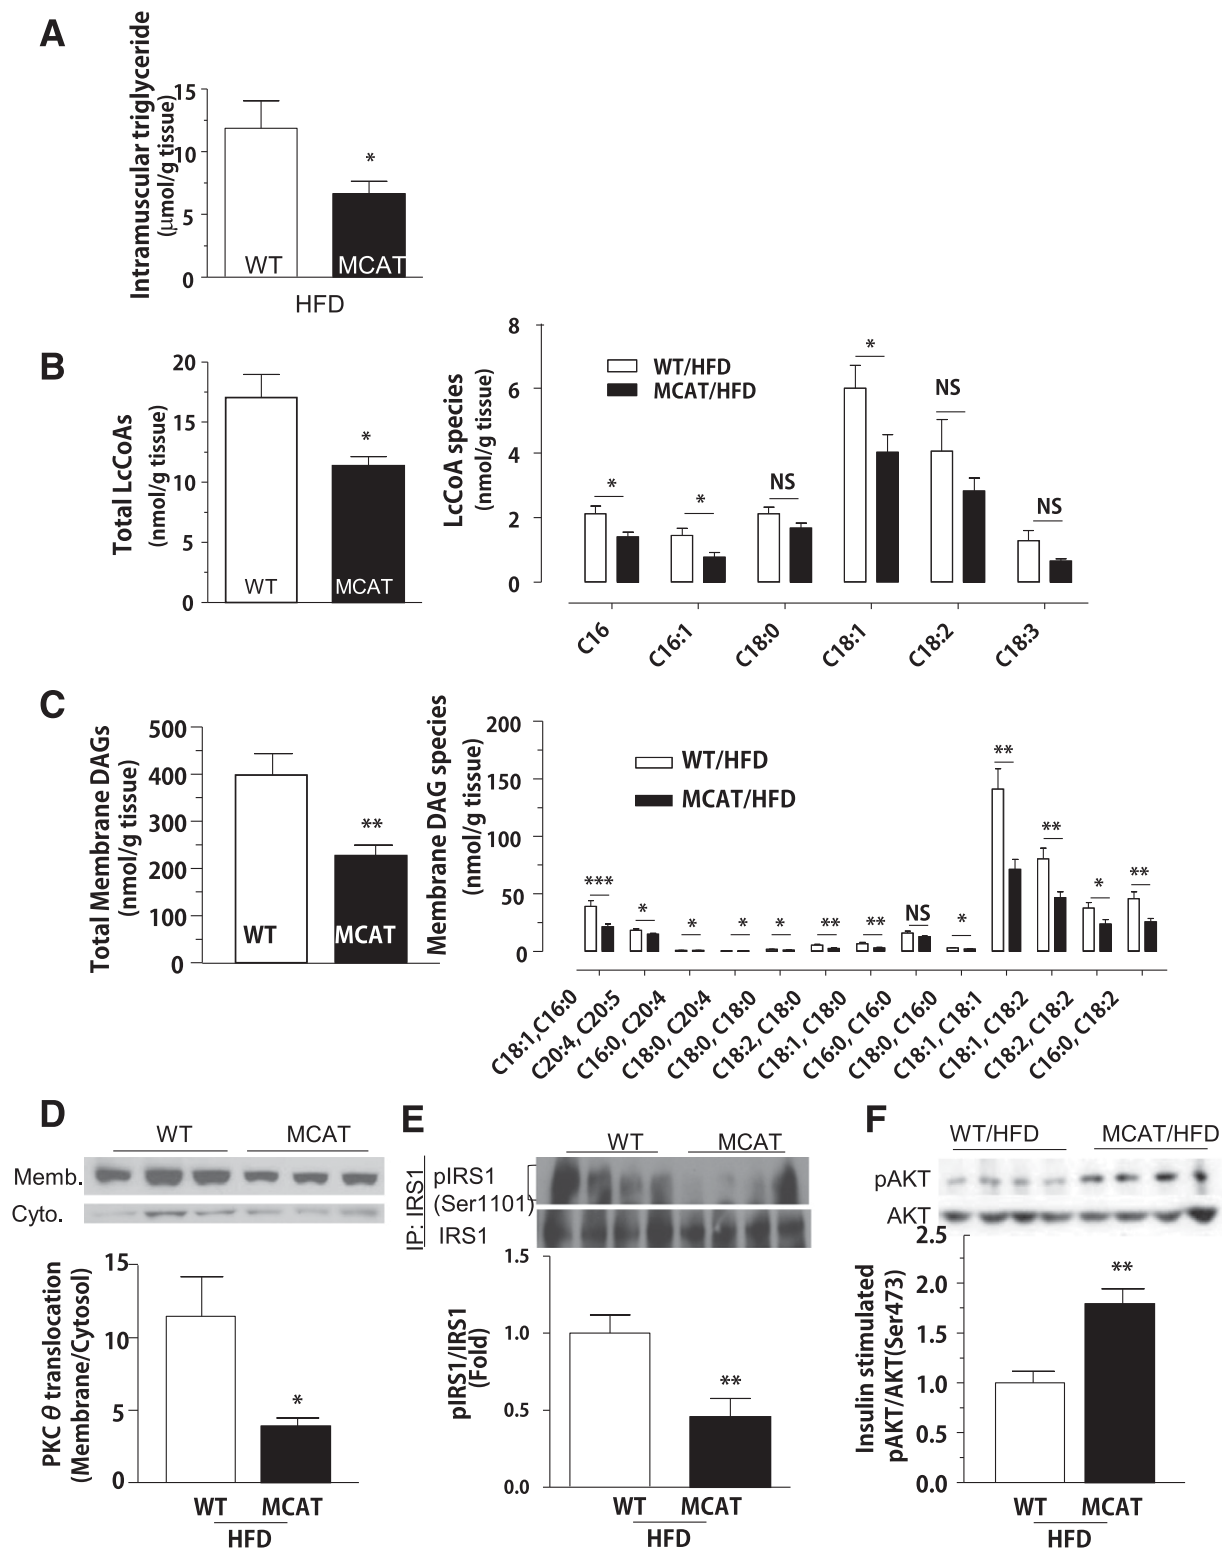 A
Intramuscular triglyceride
(μmol/g tissue)
15
10
5
0
*
WT
MCAT
HFD
B
Total LcCoAs
(nmol/g tissue)
20
15
10
5
0
*
WT
MCAT
LcCoA species
(nmol/g tissue)
8
6
4
2
0
WT/HFD
MCAT/HFD
*
*
NS
*
NS
NS
C16
C16:1
C18:0
C18:1
C18:2
C18:3
C
Total Membrane DAGs
(nmol/g tissue)
500
400
300
200
100
0
**
WT
MCAT
Membrane DAG species
(nmol/g tissue)
200
150
100
50
0
WT/HFD
MCAT/HFD
***
*
*
*
*
**
**
NS
*
**
**
*
**
C18:1, C16:0
C20:4, C20:5
C16:0, C20:4
C18:0, C20:4
C18:0, C18:0
C18:2, C18:0
C18:1, C18:0
C16:0, C16:0
C18:0, C16:0
C18:1, C18:1
C18:1, C18:2
C18:2, C18:2
C16:0, C18:2
D
WT
MCAT
Memb.
Cyto.
PKC θ translocation
(Membrane/Cytosol)
15
10
5
0
*
WT
MCAT
HFD
E
WT
MCAT
IP: IRS1
pIRS1
(Ser1101)
IRS1
pIRS1/IRS1
(Fold)
1.5
1.0
0.5
0.0
**
WT
MCAT
HFD
F
WT/HFD
MCAT/HFD
pAKT
AKT
Insulin stimulated
pAKT/AKT(Ser473)
2.5
2.0
1.5
1.0
0.5
0.0
**
WT
MCAT
HFD